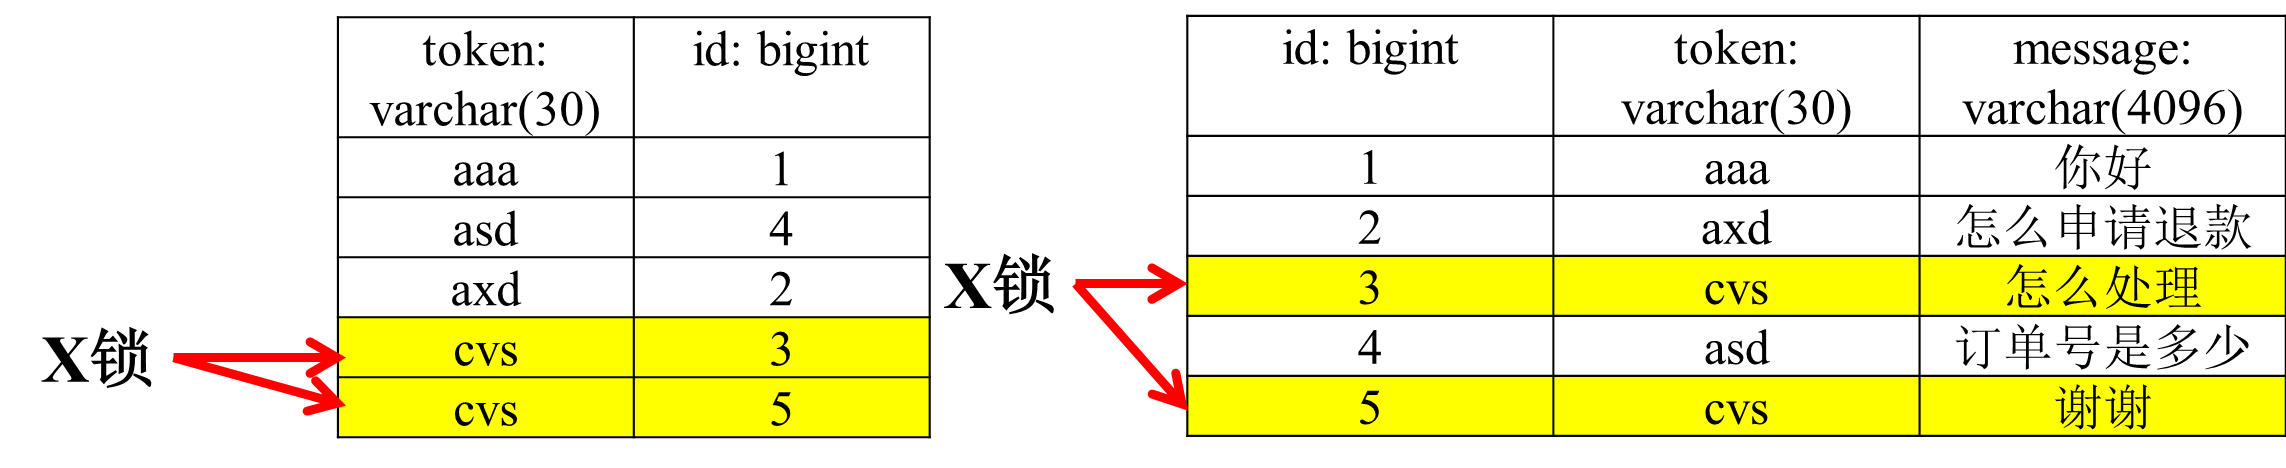 token: varchar(30) id: bigint
aaa 1
asd 4
axd 2
cvs 3
cvs 5
X锁
X锁
id: bigint token: varchar(30) message: varchar(4096)
1 aaa 你好
2 axd 怎么申请退款
3 cvs 怎么处理
4 asd 订单号是多少
5 cvs 谢谢